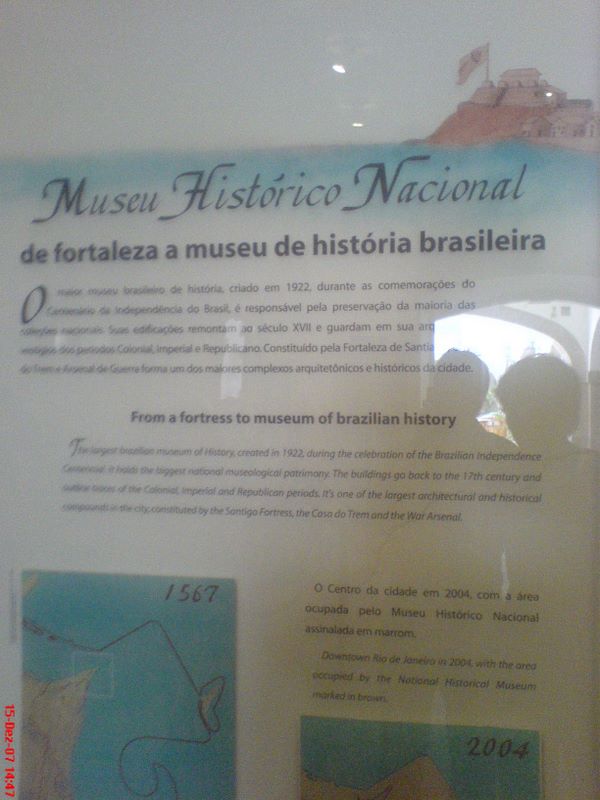 Museu Histórico Nacional
de fortaleza a museu de história brasileira
O maior museu brasileiro de história, criado em 1922, durante as comemorações do
Centenário da Independência do Brasil, é responsável pela preservação da maioria das
coleções nacionais. Suas edificações remontam ao século XVII e guardam em sua
dos períodos Colonial, Imperial e Republicano. Constituído pela Fortaleza de
do Trem e Arsenal de Guerra forma um dos maiores complexos arquitetônicos e históricos da cidade.
From a fortress to museum of brazilian history
The largest brazilian museum of History, created in 1922, during the celebration of the Brazilian Independence
Centennial. It holds the biggest national museological patrimony. The buildings go back to the 17th century and
outline traces of the Colonial, Imperial and Republican periods. It's one of the largest architectural and historical
compounds in the city, constituted by the Santigo Fortress, the Casa do Trem and the War Arsenal.
1567
O Centro da cidade em 2004, com a área
ocupada pelo Museu Histórico Nacional
assinalada em marrom.
Downtown Rio de Janeiro in 2004, with the area
occupied by the National Historical Museum
marked in brown.
2004
15-Dez-07 14:47